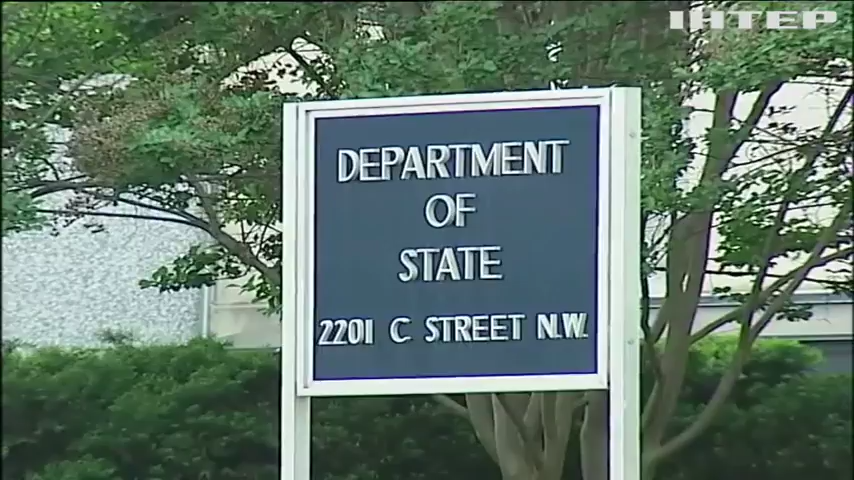 ІНТЕР
DEPARTMENT
OF
STATE
2201 C STREET N.W.